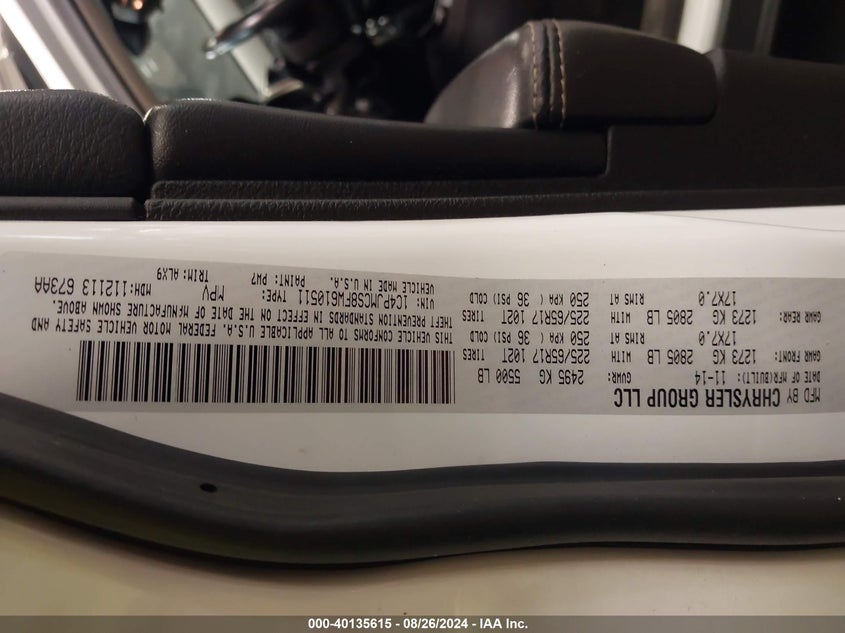 MFD BY CHRYSLER GROUP LLC
DATE OF MFR(BUILT): 11-14 GVWR: 2495 KG 5500 LB
GAWR FRONT: WITH TIRES
1273 KG 2805 LB 225/65R17 102T
RIMS AT
17X7.0 250 KPA ( 36 PSI) COLD
GAWR REAR: WITH TIRES
1273 KG 2805 LB 225/65R17 102T
RIMS AT
17X7.0 250 KPA ( 36 PSI) COLD
THIS VEHICLE CONFORMS TO ALL APPLICABLE U.S.A. FEDERAL MOTOR VEHICLE SAFETY AND
THEFT PREVENTION STANDARDS IN EFFECT ON THE DATE OF MANUFACTURE SHOWN ABOVE.
VIN: 1C4PJMCS8FW610511 TYPE: MPV MDH:112113 673AA
VEHICLE MADE IN U.S.A. PAINT: PW7 TRIM: ALX9
000-40135615 - 08/26/2024 - IAA Inc.